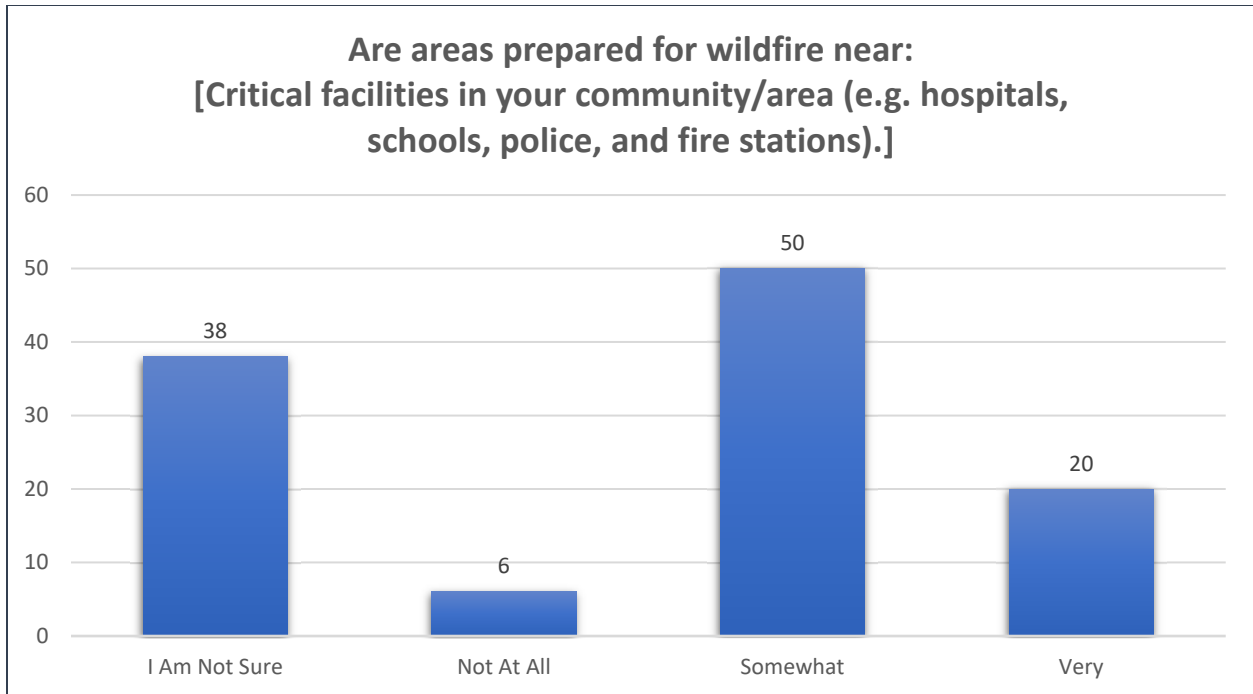 Are areas prepared for wildfire near:
[Critical facilities in your community/area (e.g. hospitals,
schools, police, and fire stations).]
60
50
40
30
20
10
0
38
6
50
20
I Am Not Sure
Not At All
Somewhat
Very